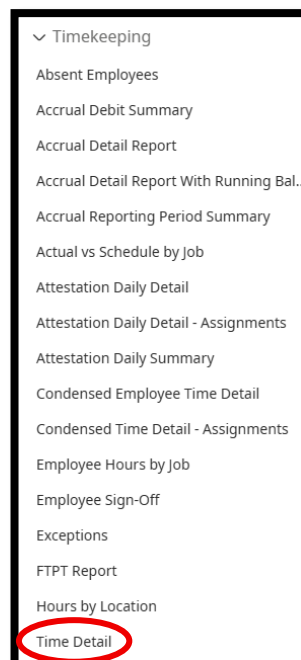 Timekeeping
Absent Employees
Accrual Debit Summary
Accrual Detail Report
Accrual Detail Report With Running Bal..
Accrual Reporting Period Summary
Actual vs Schedule by Job
Attestation Daily Detail
Attestation Daily Detail - Assignments
Attestation Daily Summary
Condensed Employee Time Detail
Condensed Time Detail - Assignments
Employee Hours by Job
Employee Sign-Off
Exceptions
FTPT Report
Hours by Location
Time Detail